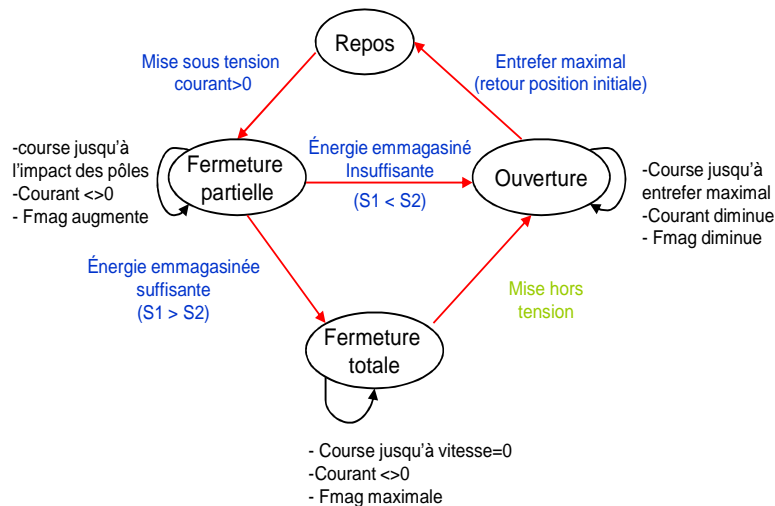 Repos
Mise sous tension
courant>0
Entrefer maximal
(retour position initiale)
-course jusqu'à
l'impact des pôles
-Courant <>0
- Fmag augmente
Fermeture
partielle
Énergie emmagasiné
Insuffisante
(S1 < S2)
Ouverture
-Course jusqu'à
entrefer maximal
-Courant diminue
- Fmag diminue
Énergie emmagasinée
suffisante
(S1 > S2)
Mise hors
tension
Fermeture
totale
- Course jusqu'à vitesse=0
-Courant <>0
- Fmag maximale